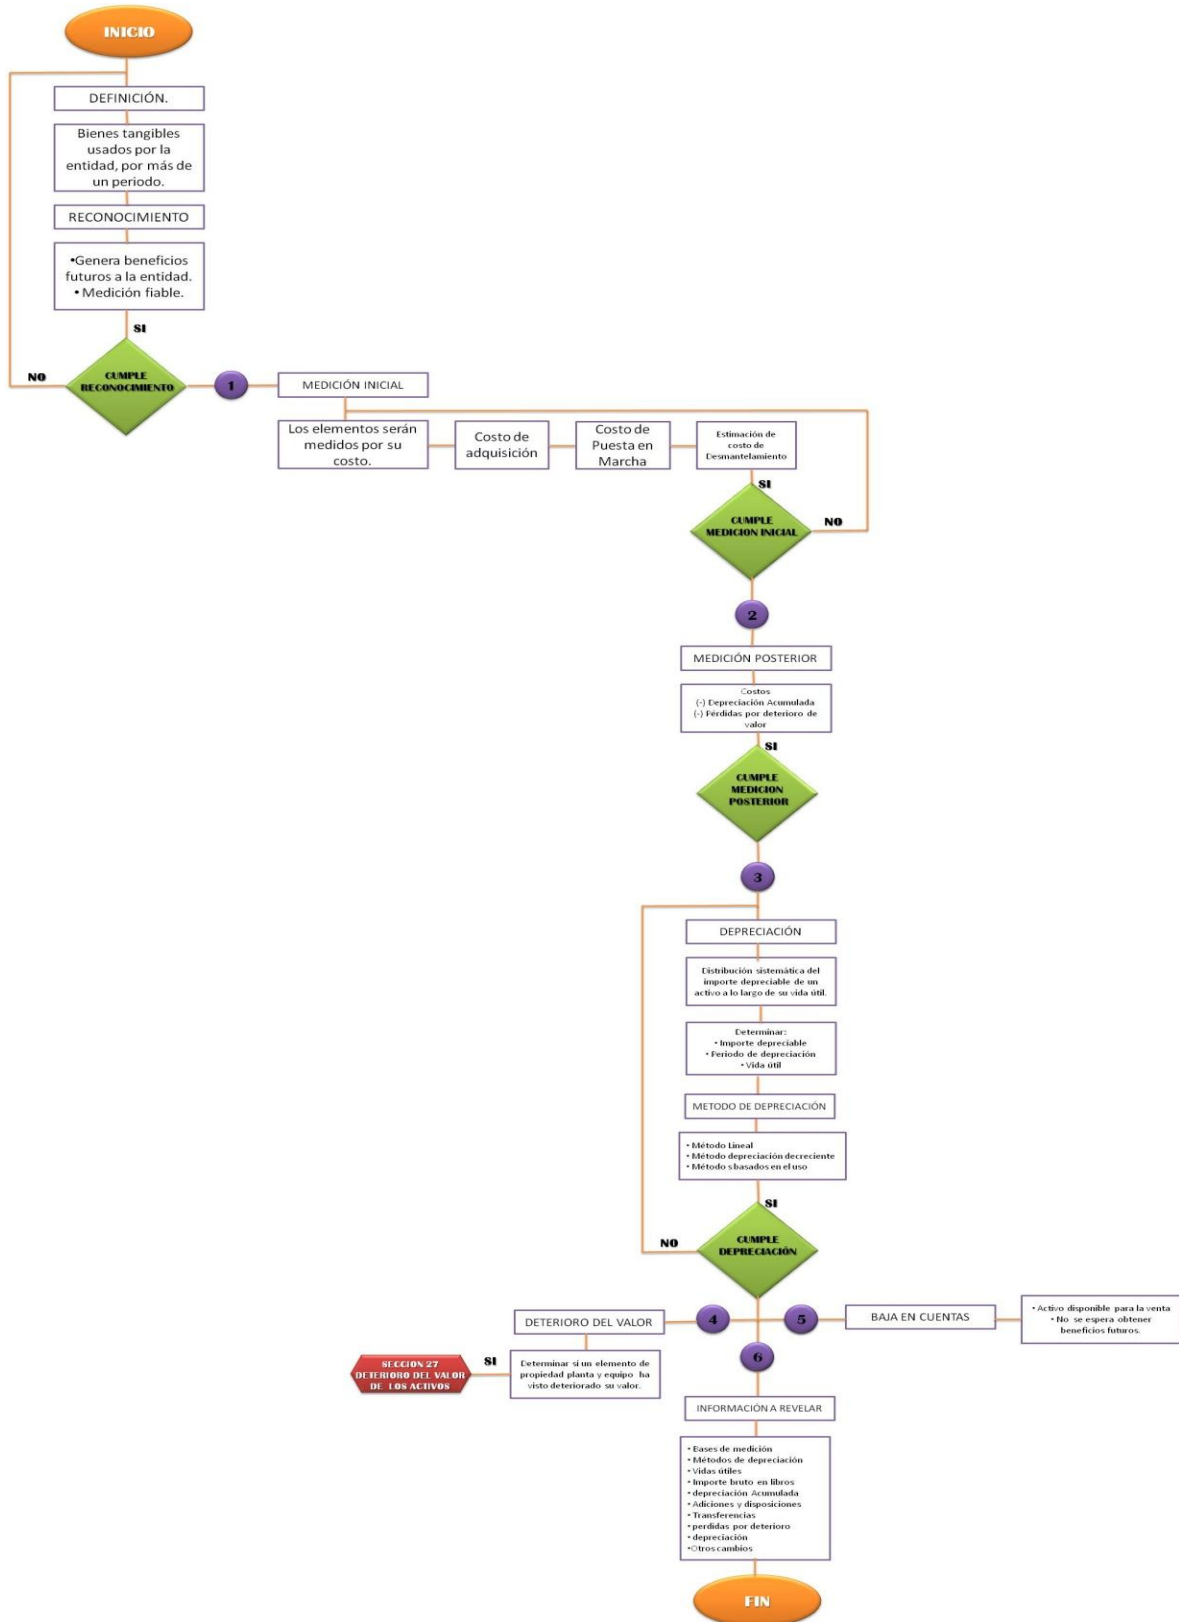 INICIO
DEFINICIÓN.
Bienes tangibles
usados por la
entidad, por más de
un periodo.
RECONOCIMIENTO
•Genera beneficios
futuros a la entidad.
• Medición fiable.
SI
CUMPLE
RECONOCIMIENTO
NO
1
MEDICIÓN INICIAL
Los elementos serán
medidos por su
costo.
Costo de
adquisición
Costo de
Puesta en
Marcha
Estimación de
costo de
Desmantelamiento
SI
CUMPLE
MEDICION INICIAL
NO
2
MEDICIÓN POSTERIOR
Costos
(-) Depreciación Acumulada
(-) Pérdidas por deterioro de
valor
SI
CUMPLE
MEDICION
POSTERIOR
3
DEPRECIACIÓN
Distribución sistemática del
importe depreciable de un
activo a lo largo de su vida útil.
Determinar:
• Importe depreciable
• Periodo de depreciación
• Vida útil
METODO DE DEPRECIACIÓN
• Método Lineal
• Método depreciación decreciente
• Método s basados en el uso
SI
CUMPLE
DEPRECIACIÓN
NO
4
DETERIORO DEL VALOR
Determinar si un elemento de
propiedad planta y equipo ha
visto deteriorado su valor.
SI
SECCION 27
DETERIORO DEL VALOR
DE LOS ACTIVOS
5
BAJA EN CUENTAS
• Activo disponible para la venta
• No se espera obtener
beneficios futuros.
6
INFORMACIÓN A REVELAR
• Bases de medición
• Métodos de depreciación
• Vidas útiles
• Importe bruto en libros
• depreciación Acumulada
• Adiciones y disposiciones
• Transferencias
• perdidas por deterioro
• depreciación
•Otros cambios
FIN